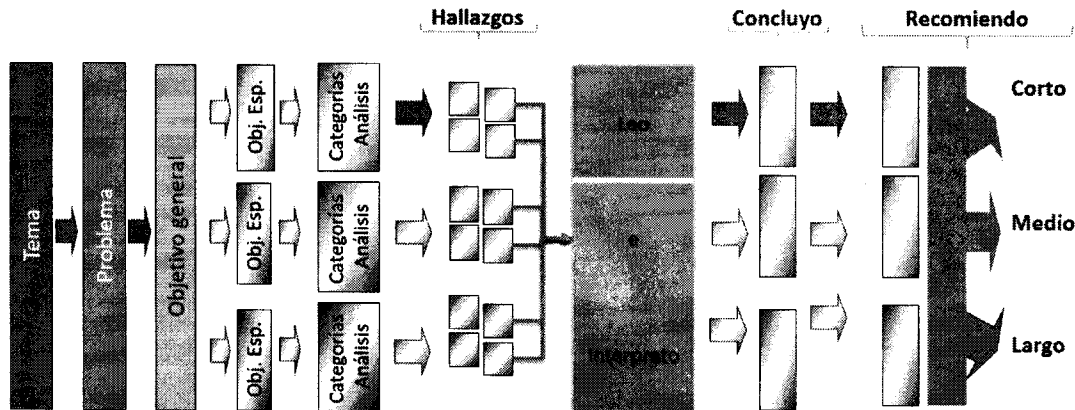 Hallazgos
Concluyo
Recomiendo
Tema
Problema
Objetivo general
Obj. Esp.
Categorías
Análisis
Obj. Esp.
Categorías
Análisis
Obj. Esp.
Categorías
Análisis
Leo
e
Interpreto
Corto
Medio
Largo